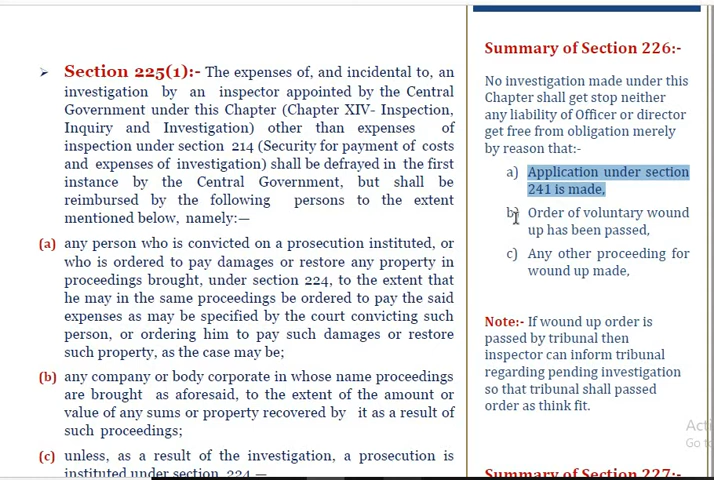 ➢ Section 225(1):- The expenses of, and incidental to, an
investigation by an inspector appointed by the Central
Government under this Chapter (Chapter XIV- Inspection,
Inquiry and Investigation) other than expenses of
inspection under section 214 (Security for payment of costs
and expenses of investigation) shall be defrayed in the first
instance by the Central Government, but shall be
reimbursed by the following persons to the extent
mentioned below, namely:—
(a) any person who is convicted on a prosecution instituted, or
who is ordered to pay damages or restore any property in
proceedings brought, under section 224, to the extent that
he may in the same proceedings be ordered to pay the said
expenses as may be specified by the court convicting such
person, or ordering him to pay such damages or restore
such property, as the case may be;
(b) any company or body corporate in whose name proceedings
are brought as aforesaid, to the extent of the amount or
value of any sums or property recovered by it as a result of
such proceedings;
(c) unless, as a result of the investigation, a prosecution is
instituted under section 224,—
Summary of Section 226:-
No investigation made under this
Chapter shall get stop neither
any liability of Officer or director
get free from obligation merely
by reason that:-
a) Application under section
241 is made,
b) Order of voluntary wound
up has been passed,
c) Any other proceeding for
wound up made,
Note:- If wound up order is
passed by tribunal then
inspector can inform tribunal
regarding pending investigation
so that tribunal shall passed
order as think fit.
Acti
Go to
Summary of Section 227:-